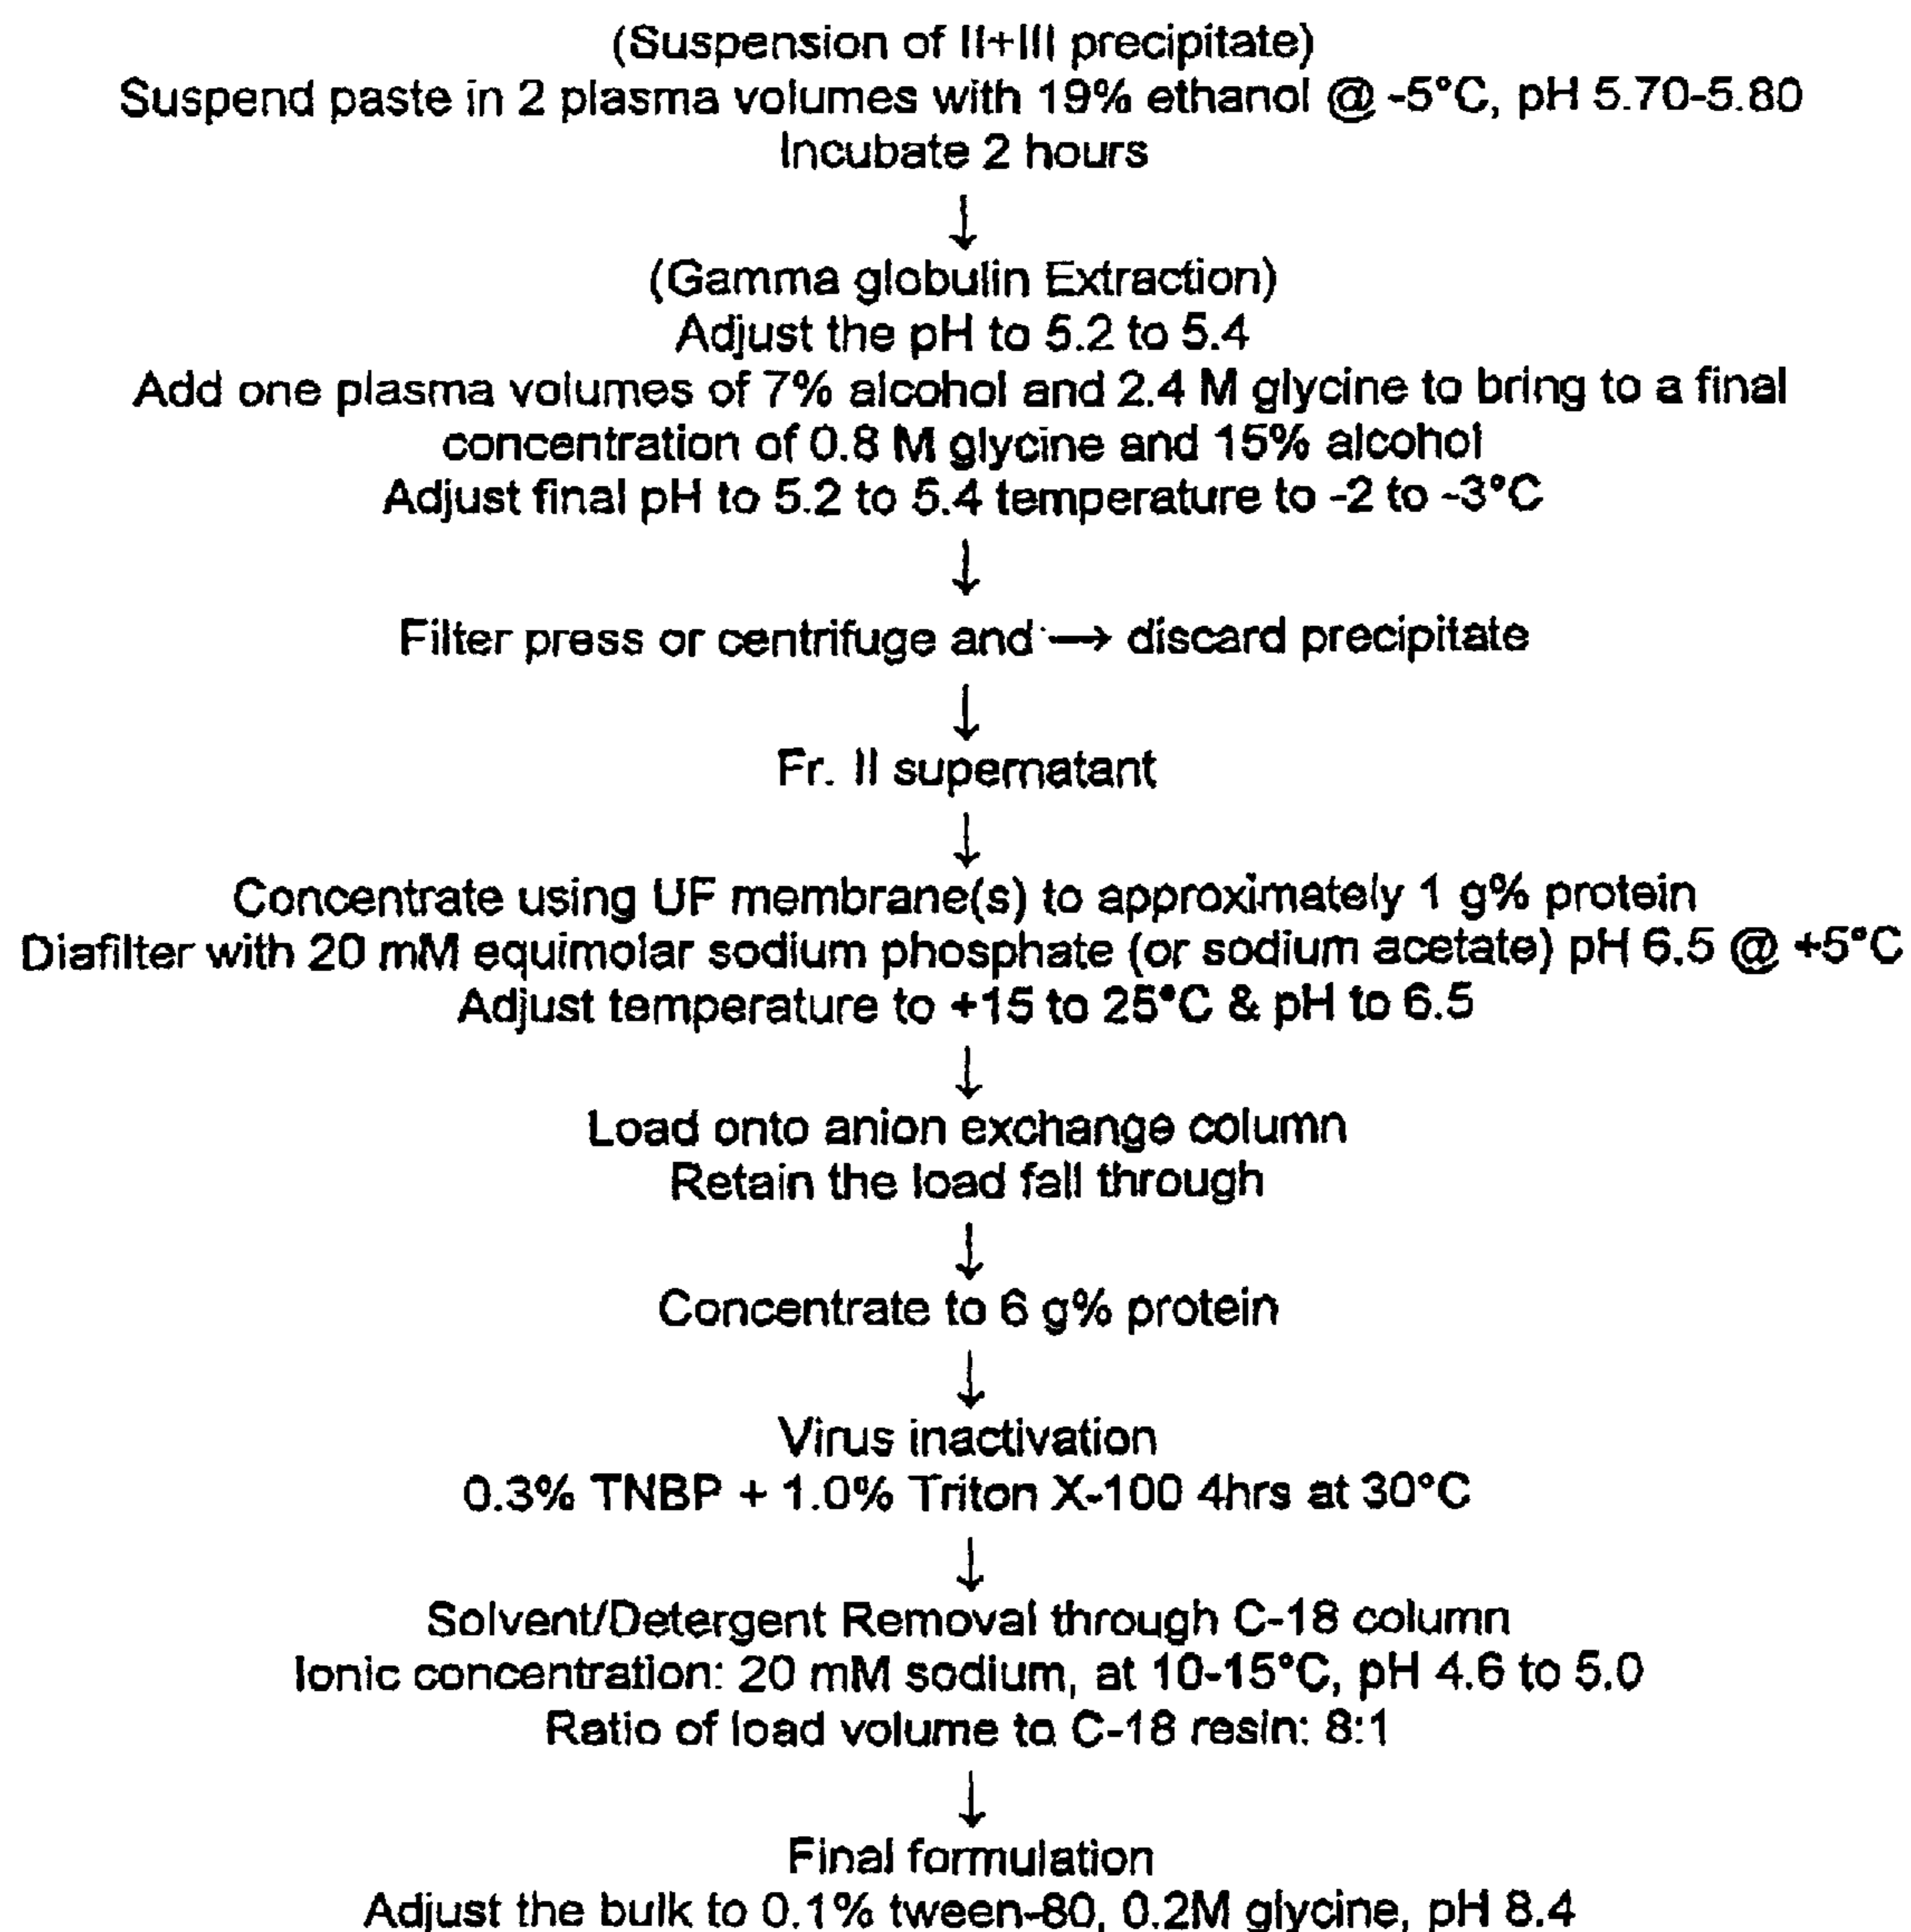 (Suspension of II+III precipitate)
Suspend paste in 2 plasma volumes with 19% ethanol @ -5°C, pH 5.70-5.80
Incubate 2 hours
↓
(Gamma globulin Extraction)
Adjust the pH to 5.2 to 5.4
Add one plasma volumes of 7% alcohol and 2.4 M glycine to bring to a final
concentration of 0.8 M glycine and 15% alcohol
Adjust final pH to 5.2 to 5.4 temperature to -2 to -3°C
↓
Filter press or centrifuge and → discard precipitate
↓
Fr. II supernatant
↓
Concentrate using UF membrane(s) to approximately 1 g% protein
Diafilter with 20 mM equimolar sodium phosphate (or sodium acetate) pH 6.5 @ +5°C
Adjust temperature to +15 to 25°C & pH to 6.5
↓
Load onto anion exchange column
Retain the load fall through
↓
Concentrate to 6 g% protein
↓
Virus inactivation
0.3% TNBP + 1.0% Triton X-100 4hrs at 30°C
↓
Solvent/Detergent Removal through C-18 column
Ionic concentration: 20 mM sodium, at 10-15°C, pH 4.6 to 5.0
Ratio of load volume to C-18 resin: 8:1
↓
Final formulation
Adjust the bulk to 0.1% tween-80, 0.2M glycine, pH 8.4